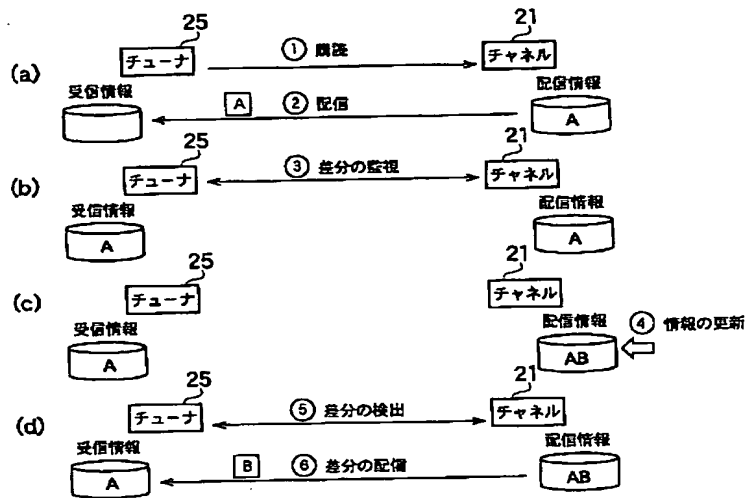 25
21
(a)
チューナ
① 購読
チャネル
受信情報
A
② 配信
配信情報
A
25
21
(b)
チューナ
③ 差分の監視
チャネル
受信情報
A
配信情報
A
25
21
(c)
チューナ
チャネル
受信情報
A
配信情報
AB
④ 情報の更新
25
21
(d)
チューナ
⑤ 差分の検出
チャネル
受信情報
A
B
⑥ 差分の配信
配信情報
AB